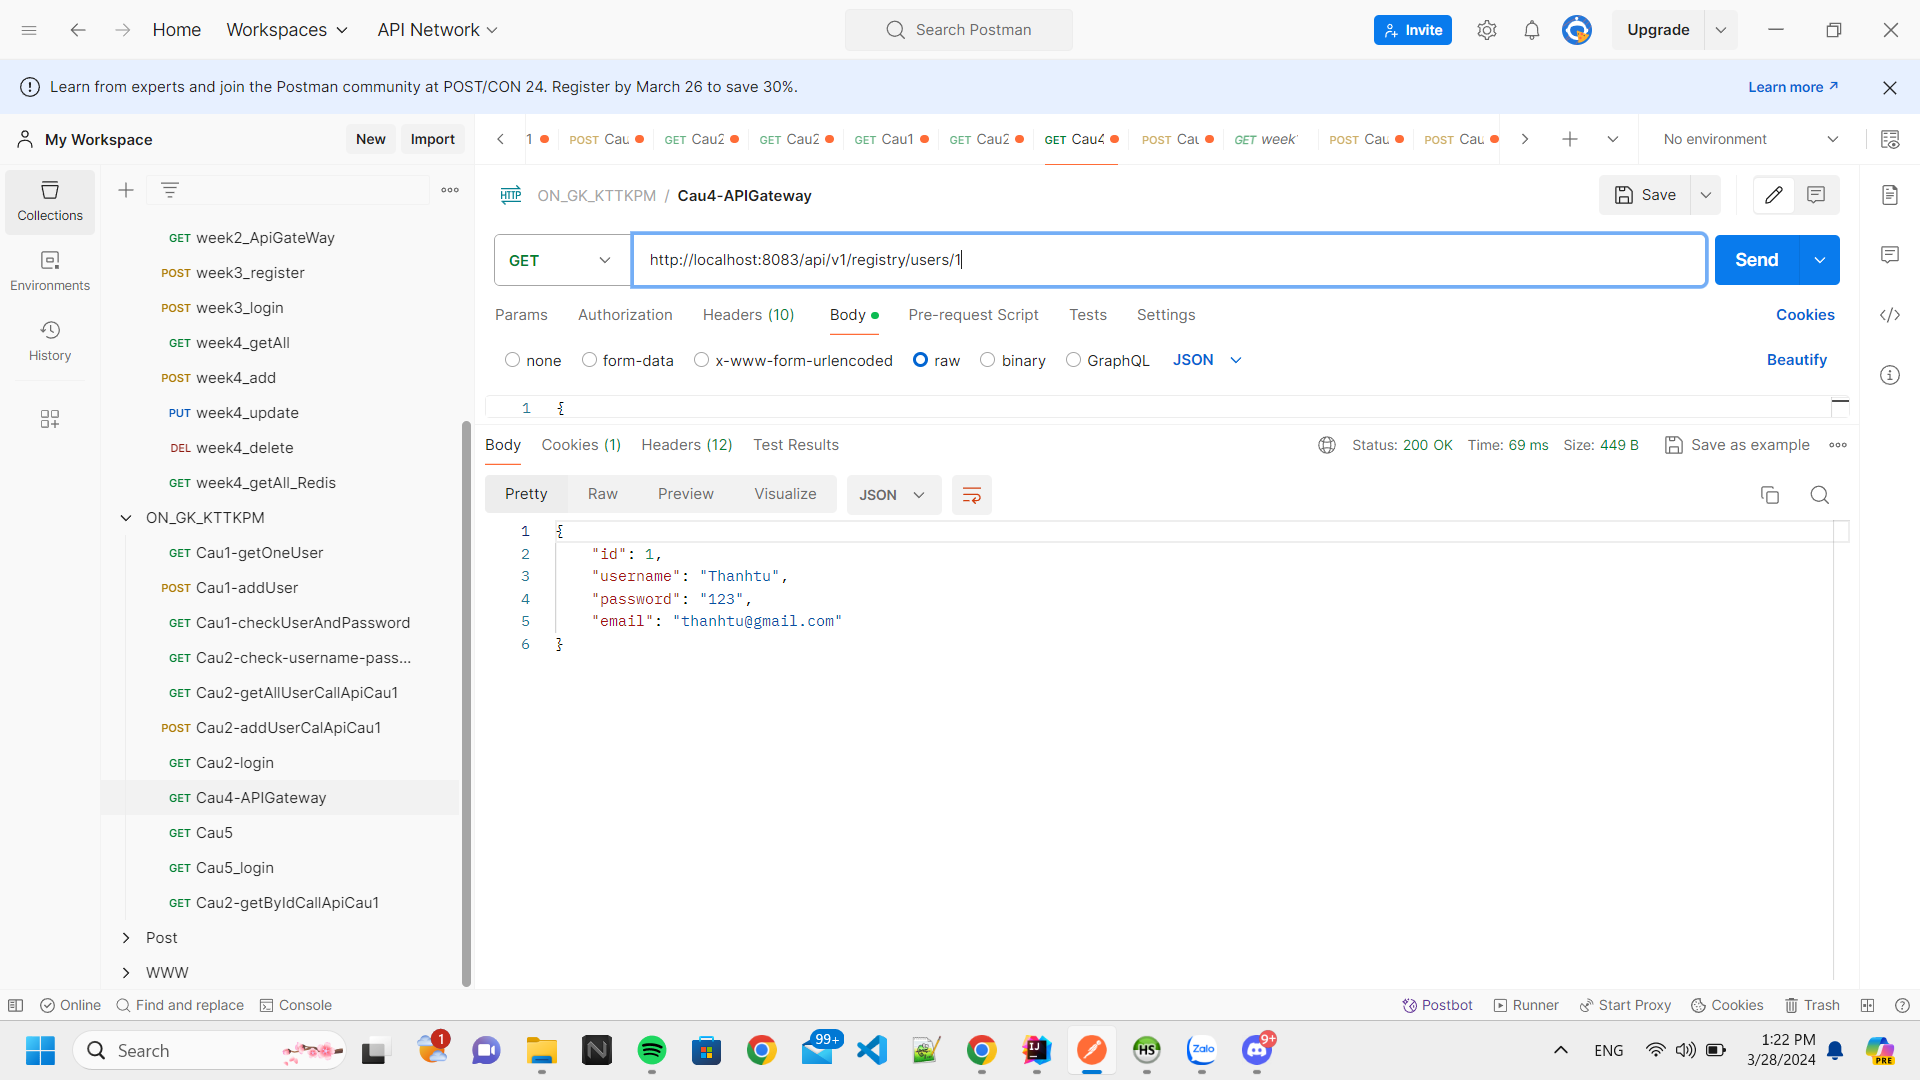 Home
Workspaces
API Network
Search Postman
Invite
Upgrade
Learn from experts and join the Postman community at POST/CON 24. Register by March 26 to save 30%.
Learn more
My Workspace
New
Import
1
POST Cau
GET Cau2
GET Cau2
GET Cau1
GET Cau2
GET Cau4
POST Cau
GET week
POST Cau
POST Cau
No environment
Collections
Environments
History
HTTP
ON_GK_KTTKPM / Cau4-APIGateway
Save
GET
http://localhost:8083/api/v1/registry/users/1
Send
Params
Authorization
Headers (10)
Body
Pre-request Script
Tests
Settings
Cookies
none
form-data
x-www-form-urlencoded
raw
binary
GraphQL
JSON
Beautify
1 {
Body
Cookies (1)
Headers (12)
Test Results
Status: 200 OK
Time: 69 ms
Size: 449 B
Save as example
Pretty
Raw
Preview
Visualize
JSON
1 {
2 "id": 1,
3 "username": "Thanhtu",
4 "password": "123",
5 "email": "thanhtu@gmail.com"
6 }
GET week2_ApiGateWay
POST week3_register
POST week3_login
GET week4_getAll
POST week4_add
PUT week4_update
DEL week4_delete
GET week4_getAll_Redis
ON_GK_KTTKPM
GET Cau1-getOneUser
POST Cau1-addUser
GET Cau1-checkUserAndPassword
GET Cau2-check-username-pass...
GET Cau2-getAllUserCallApiCau1
POST Cau2-addUserCalApiCau1
GET Cau2-login
GET Cau4-APIGateway
GET Cau5
GET Cau5_login
GET Cau2-getByIdCallApiCau1
Post
WWW
Online
Find and replace
Console
Postbot
Runner
Start Proxy
Cookies
Trash
Search
1
99+
IJ
HS
Zalo
9+
ENG
1:22 PM
3/28/2024
PRE